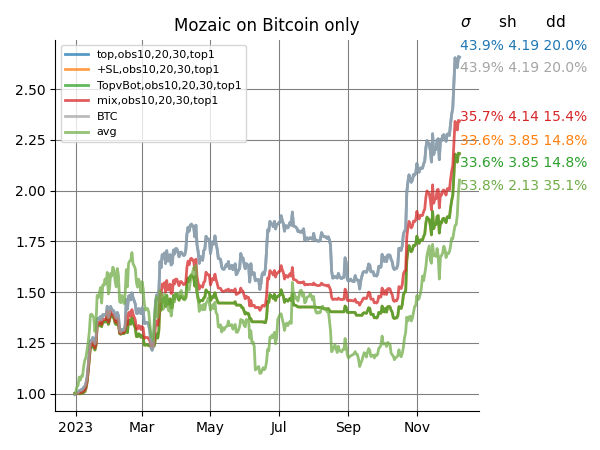 Mozaic on Bitcoin only
σ sh dd
43.9% 4.19 20.0%
43.9% 4.19 20.0%
35.7% 4.14 15.4%
33.6% 3.85 14.8%
33.6% 3.85 14.8%
53.8% 2.13 35.1%
top,obs10,20,30,top1
+SL,obs10,20,30,top1
TopvBot,obs10,20,30,top1
mix,obs10,20,30,top1
BTC
avg
2.50
2.25
2.00
1.75
1.50
1.25
1.00
2023 Mar May Jul Sep Nov